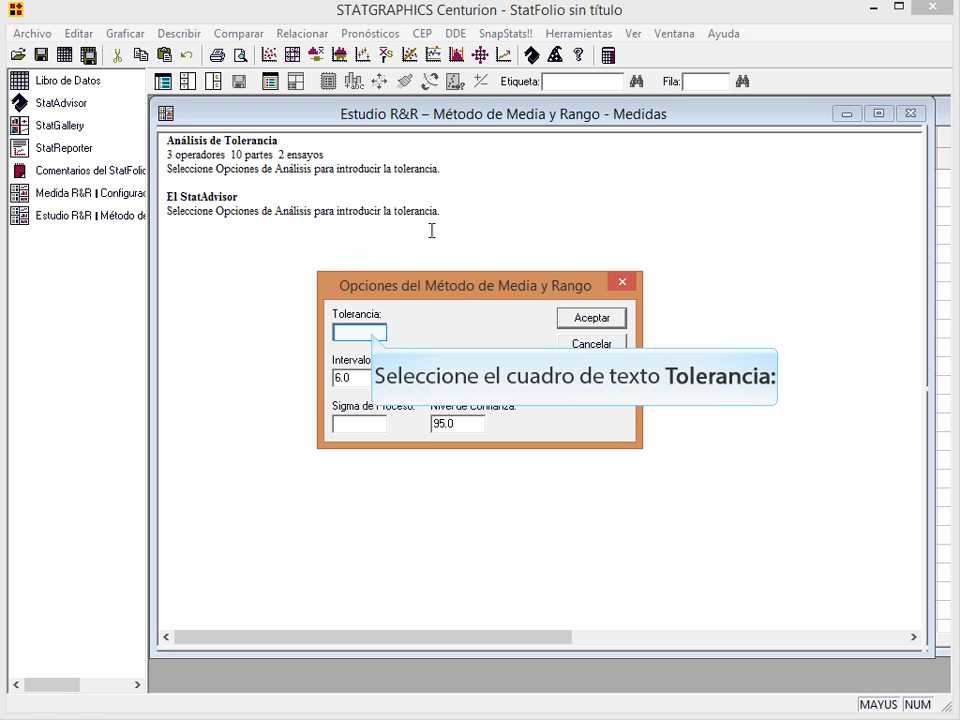 STATGRAPHICS Centurion - StatFolio sin título
Archivo Editar Graficar Describir Comparar Relacionar Pronósticos CEP DDE SnapStats!! Herramientas Ver Ventana Ayuda
Etiqueta: Fila:
Libro de Datos
StatAdvisor
StatGallery
StatReporter
Comentarios del StatFolio
Medida R&R | Configurac
Estudio R&R | Método de
Estudio R&R – Método de Media y Rango - Medidas
Análisis de Tolerancia
3 operadores 10 partes 2 ensayos
Seleccione Opciones de Análisis para introducir la tolerancia.
El StatAdvisor
Seleccione Opciones de Análisis para introducir la tolerancia.
Opciones del Método de Media y Rango
Tolerancia:
Aceptar
Cancelar
Intervalo
6.0
Seleccione el cuadro de texto Tolerancia:
Sigma de Proceso: Nivel de Confianza:
95.0
MAYUS NUM